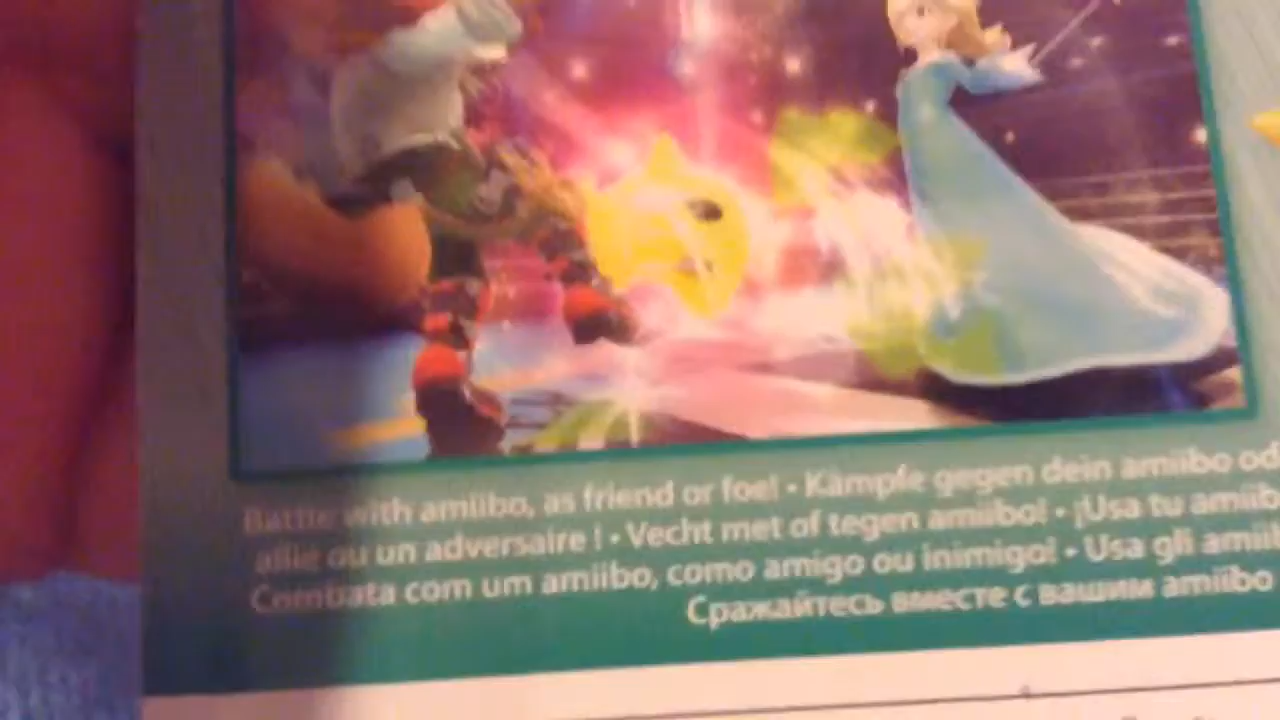 Battle with amiibo, as friend or foe! • Kämpfe gegen dein amiibo od
allié ou un adversaire ! • Vecht met of tegen amiibo! • ¡Usa tu amiib
Combata com um amiibo, como amigo ou inimigo! • Usa gli amiib
Сражайтесь вместе с вашим amiibo